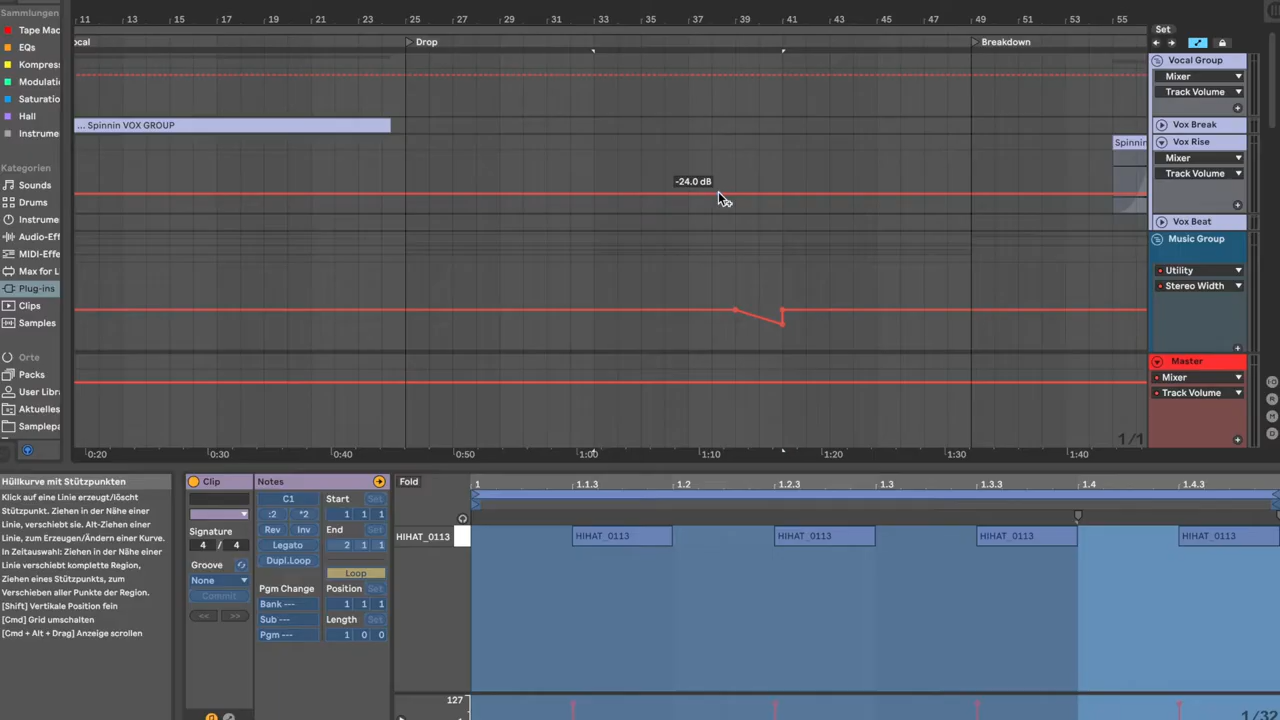 Sammlungen
Tape Mac
EQs
Kompres
Modulati
Saturatio
Hall
Instrume
Kategorien
Sounds
Drums
Instrume
Audio-Eff
MIDI-Effe
Max for L
Plug-ins
Clips
Samples
Orte
Packs
User Libr
Aktuelles
Samplepa
11 13 15 17 19 21 23 25 27 29 31 33 35 37 39 41 43 45 47 49 51 53 55
ocal Drop Breakdown
... Spinnin VOX GROUP
Spinnin
-24.0 dB
Set
Vocal Group
Mixer
Track Volume
Vox Break
Vox Rise
Mixer
Track Volume
Vox Beat
Music Group
Utility
Stereo Width
Master
Mixer
Track Volume
1/1
0:20 0:30 0:40 0:50 1:00 1:10 1:20 1:30 1:40
Hüllkurve mit Stützpunkten
Klick auf eine Linie erzeugt/löscht
Stützpunkt. Ziehen in der Nähe einer
Linie, verschiebt sie. Alt-Ziehen einer
Linie, zum Erzeugen/Ändern einer Kurve.
In Zeitauswahl: Ziehen in der Nähe einer
Linie verschiebt komplette Region,
Ziehen eines Stützpunkts, zum
Verschieben aller Punkte der Region.
[Shift] Vertikale Position fein
[Cmd] Grid umschalten
[Cmd + Alt + Drag] Anzeige scrollen
Clip
Signature
4 / 4
Groove
None
Commit
<< >>
Notes
C1
:2 *2
Rev Inv
Legato
Dupl.Loop
Pgm Change
Bank ---
Sub ---
Pgm ---
Start Set
1 1 1
End Set
2 1 1
Loop
Position Set
1 1 1
Length Set
1 0 0
Fold
1 1.1.3 1.2 1.2.3 1.3 1.3.3 1.4 1.4.3
HIHAT_0113
HIHAT_0113 HIHAT_0113 HIHAT_0113 HIHAT_0113
127
1/32